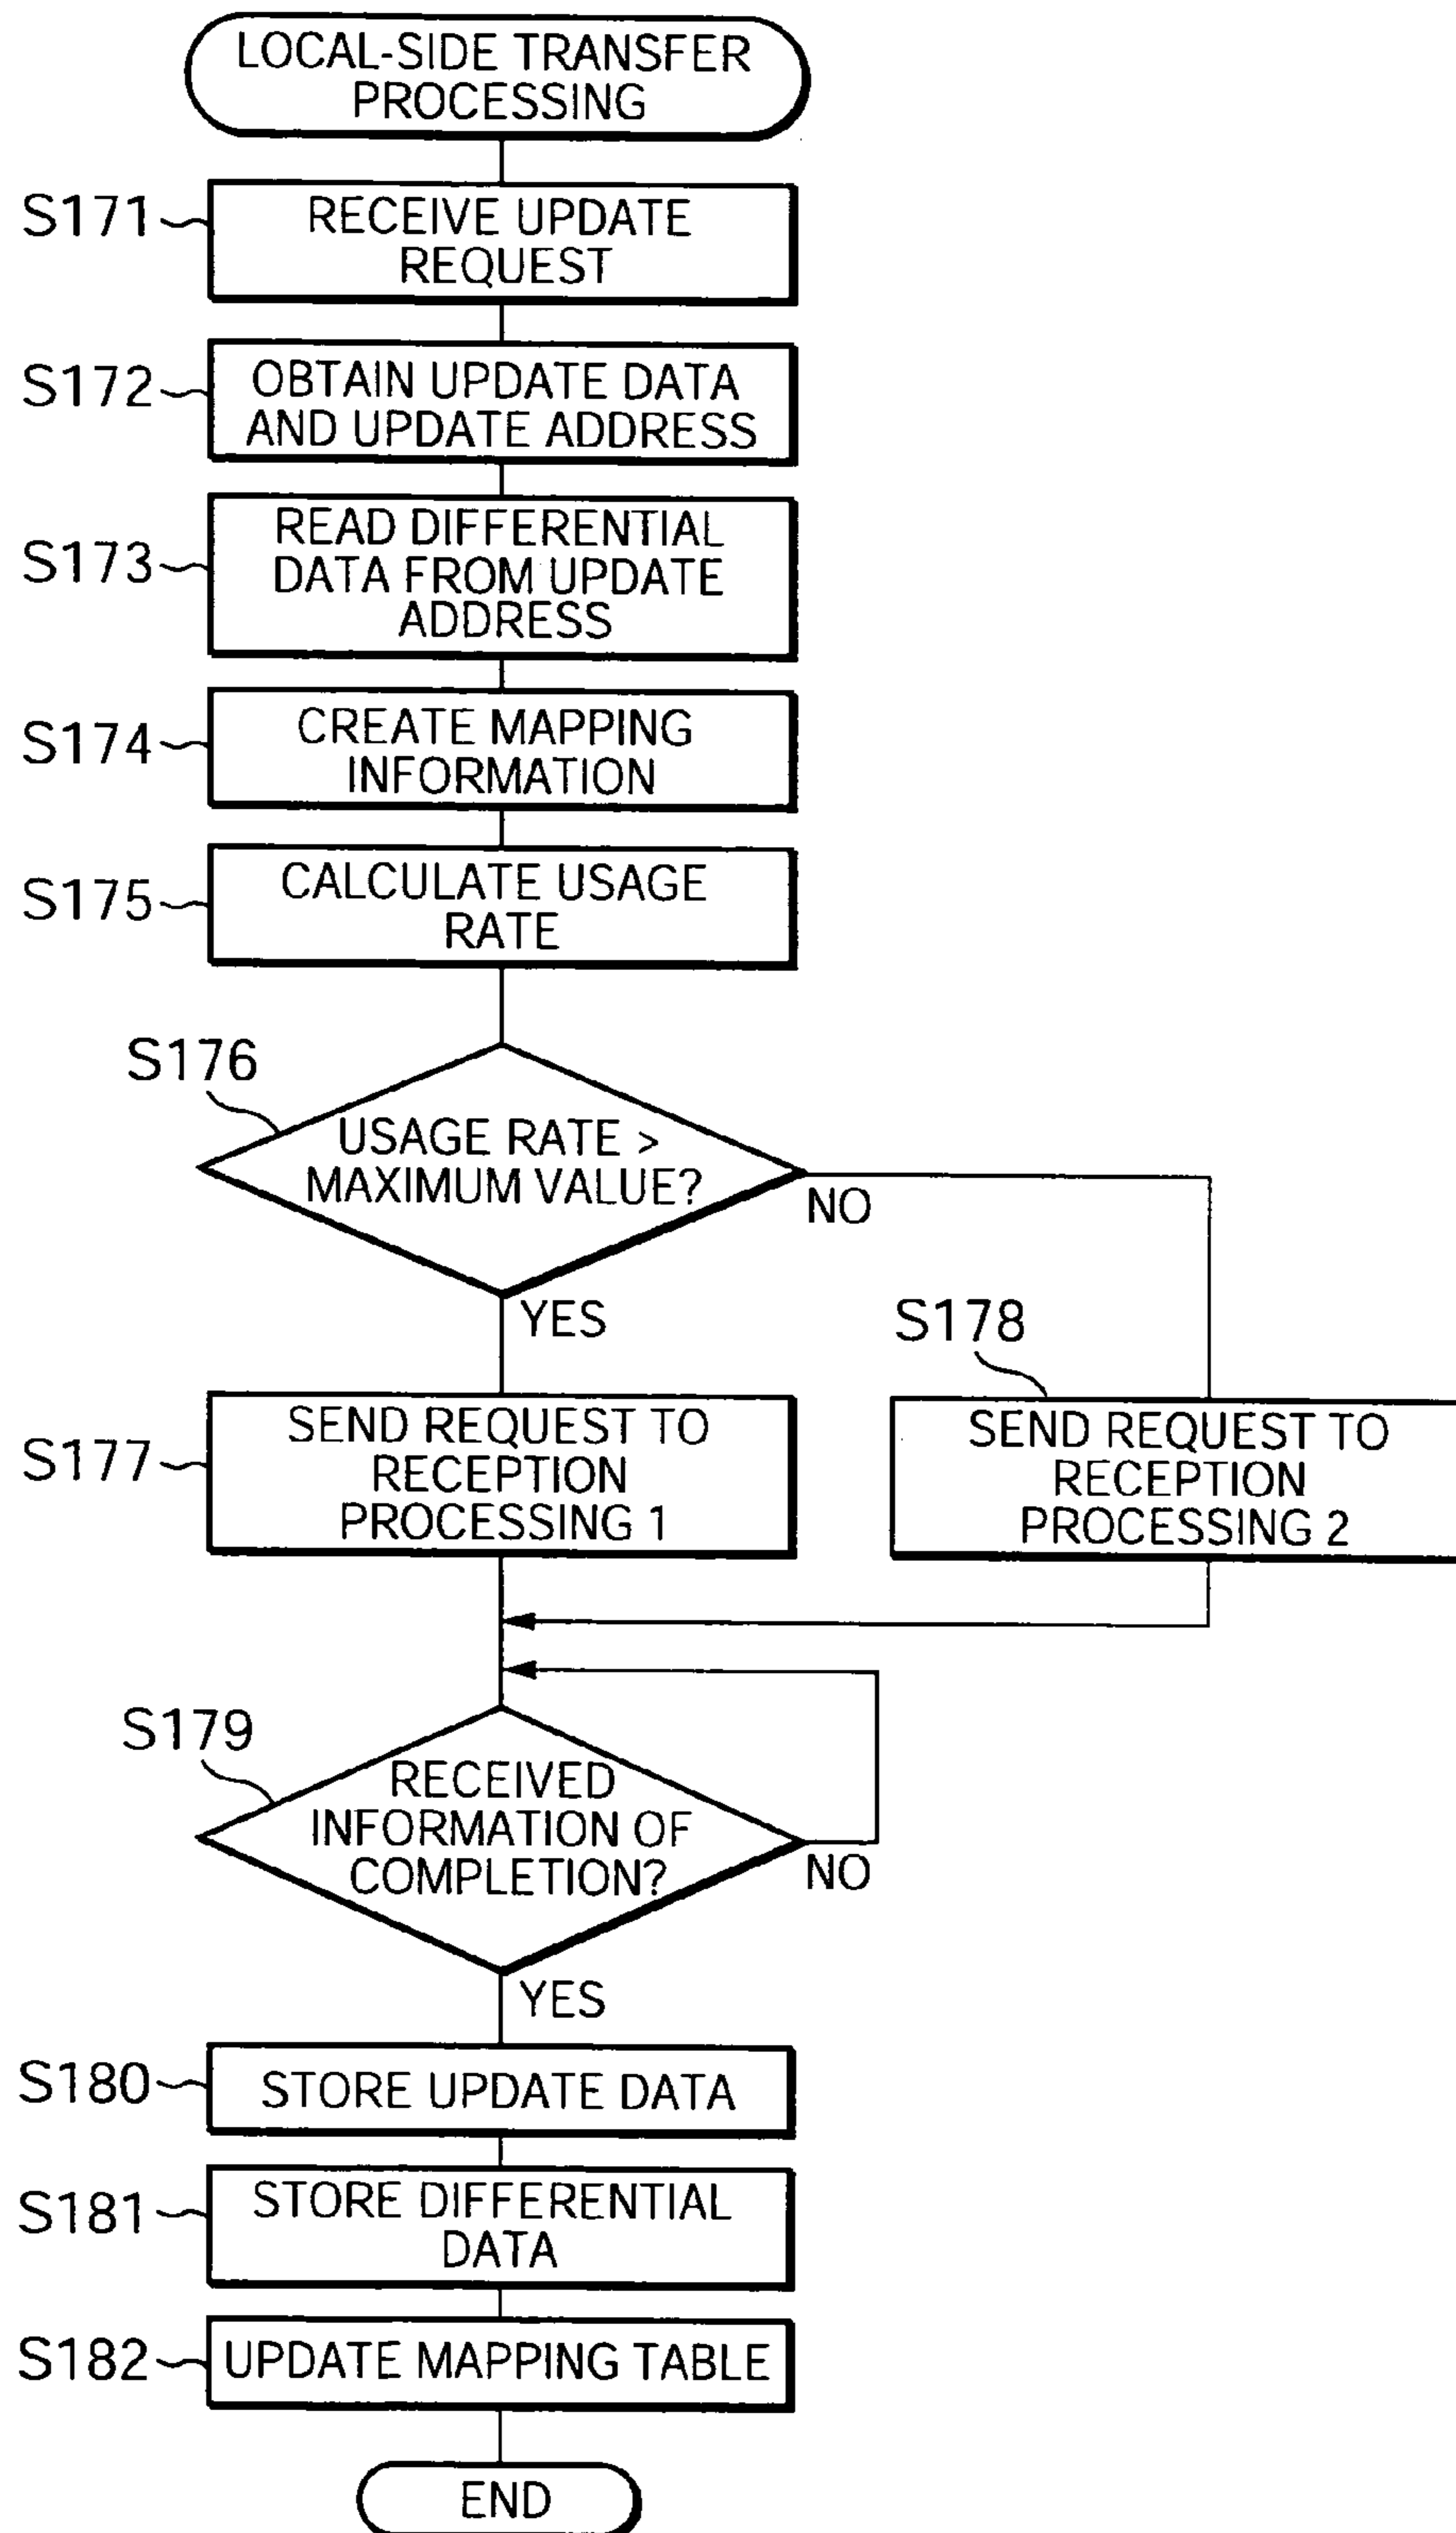 LOCAL-SIDE TRANSFER
PROCESSING
S171
RECEIVE UPDATE
REQUEST
S172
OBTAIN UPDATE DATA
AND UPDATE ADDRESS
S173
READ DIFFERENTIAL
DATA FROM UPDATE
ADDRESS
S174
CREATE MAPPING
INFORMATION
S175
CALCULATE USAGE
RATE
S176
USAGE RATE >
MAXIMUM VALUE?
NO
YES
S177
SEND REQUEST TO
RECEPTION
PROCESSING 1
S178
SEND REQUEST TO
RECEPTION
PROCESSING 2
S179
RECEIVED
INFORMATION OF
COMPLETION?
NO
YES
S180
STORE UPDATE DATA
S181
STORE DIFFERENTIAL
DATA
S182
UPDATE MAPPING TABLE
END